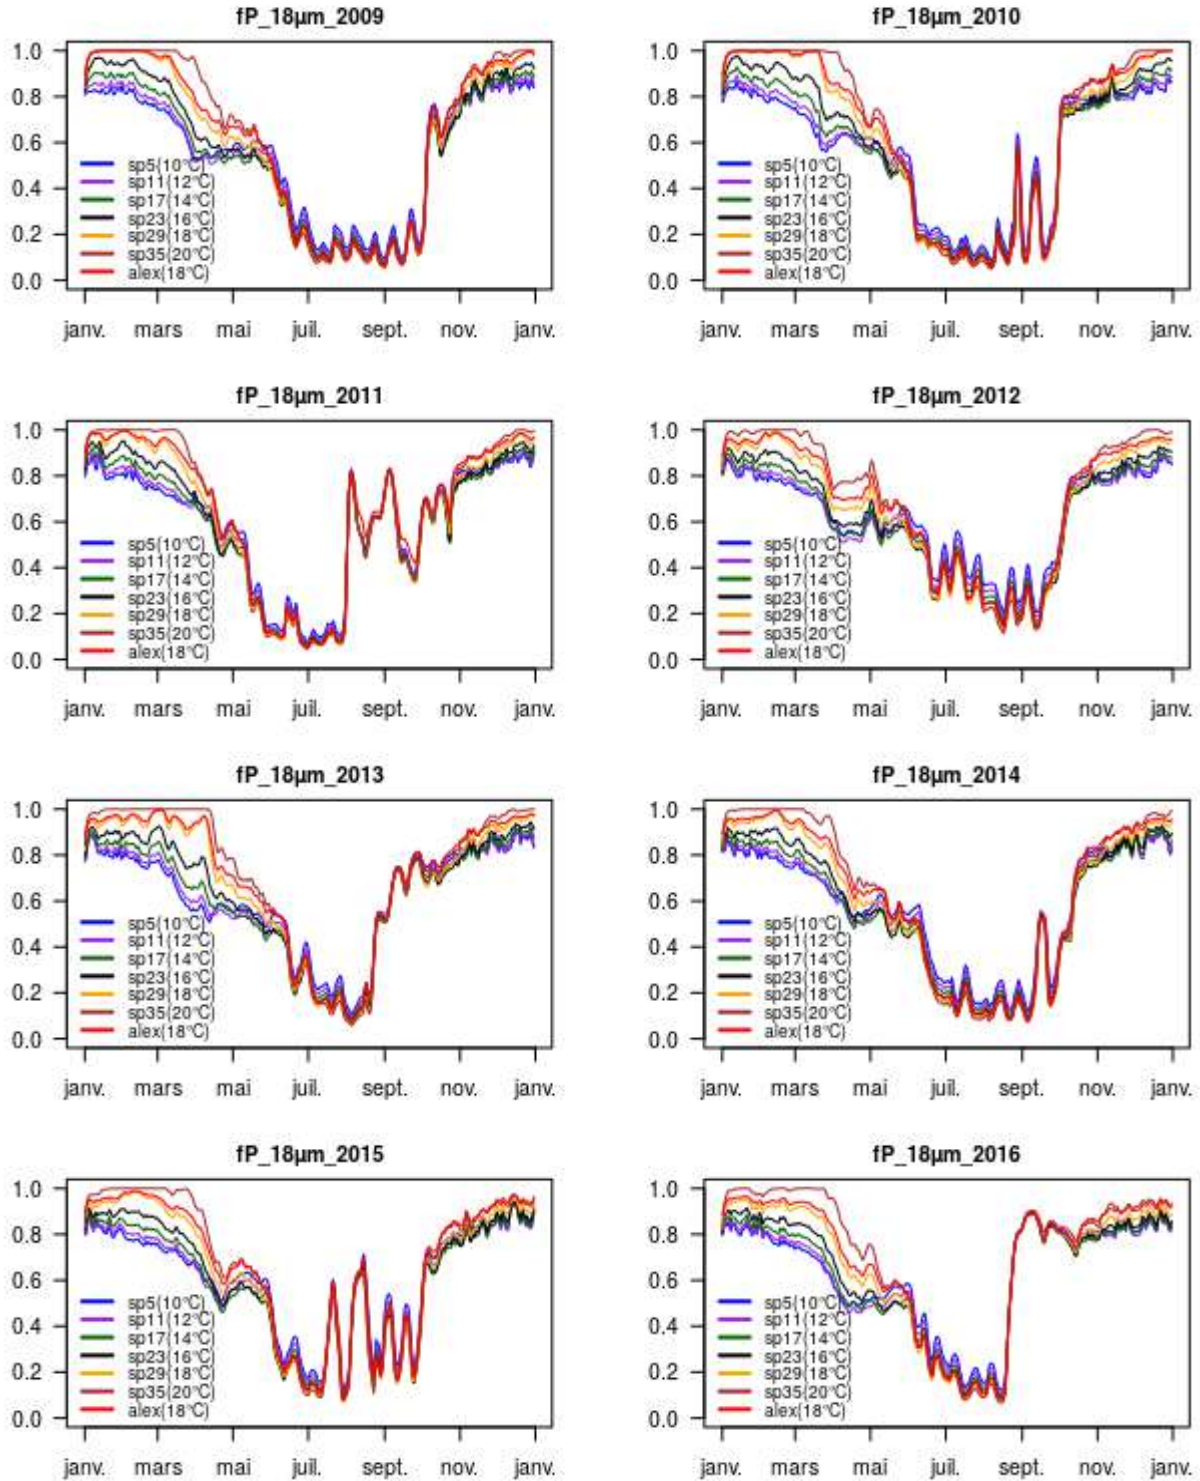 fP_18µm_2009
1.0
0.8
0.6
0.4
0.2
0.0
sp5(10°C)
sp11(12°C)
sp17(14°C)
sp23(16°C)
sp29(18°C)
sp35(20°C)
alex(18°C)
janv. mars mai juil. sept. nov. janv.
fP_18µm_2010
1.0
0.8
0.6
0.4
0.2
0.0
sp5(10°C)
sp11(12°C)
sp17(14°C)
sp23(16°C)
sp29(18°C)
sp35(20°C)
alex(18°C)
janv. mars mai juil. sept. nov. janv.
fP_18µm_2011
1.0
0.8
0.6
0.4
0.2
0.0
sp5(10°C)
sp11(12°C)
sp17(14°C)
sp23(16°C)
sp29(18°C)
sp35(20°C)
alex(18°C)
janv. mars mai juil. sept. nov. janv.
fP_18µm_2012
1.0
0.8
0.6
0.4
0.2
0.0
sp5(10°C)
sp11(12°C)
sp17(14°C)
sp23(16°C)
sp29(18°C)
sp35(20°C)
alex(18°C)
janv. mars mai juil. sept. nov. janv.
fP_18µm_2013
1.0
0.8
0.6
0.4
0.2
0.0
sp5(10°C)
sp11(12°C)
sp17(14°C)
sp23(16°C)
sp29(18°C)
sp35(20°C)
alex(18°C)
janv. mars mai juil. sept. nov. janv.
fP_18µm_2014
1.0
0.8
0.6
0.4
0.2
0.0
sp5(10°C)
sp11(12°C)
sp17(14°C)
sp23(16°C)
sp29(18°C)
sp35(20°C)
alex(18°C)
janv. mars mai juil. sept. nov. janv.
fP_18µm_2015
1.0
0.8
0.6
0.4
0.2
0.0
sp5(10°C)
sp11(12°C)
sp17(14°C)
sp23(16°C)
sp29(18°C)
sp35(20°C)
alex(18°C)
janv. mars mai juil. sept. nov. janv.
fP_18µm_2016
1.0
0.8
0.6
0.4
0.2
0.0
sp5(10°C)
sp11(12°C)
sp17(14°C)
sp23(16°C)
sp29(18°C)
sp35(20°C)
alex(18°C)
janv. mars mai juil. sept. nov. janv.